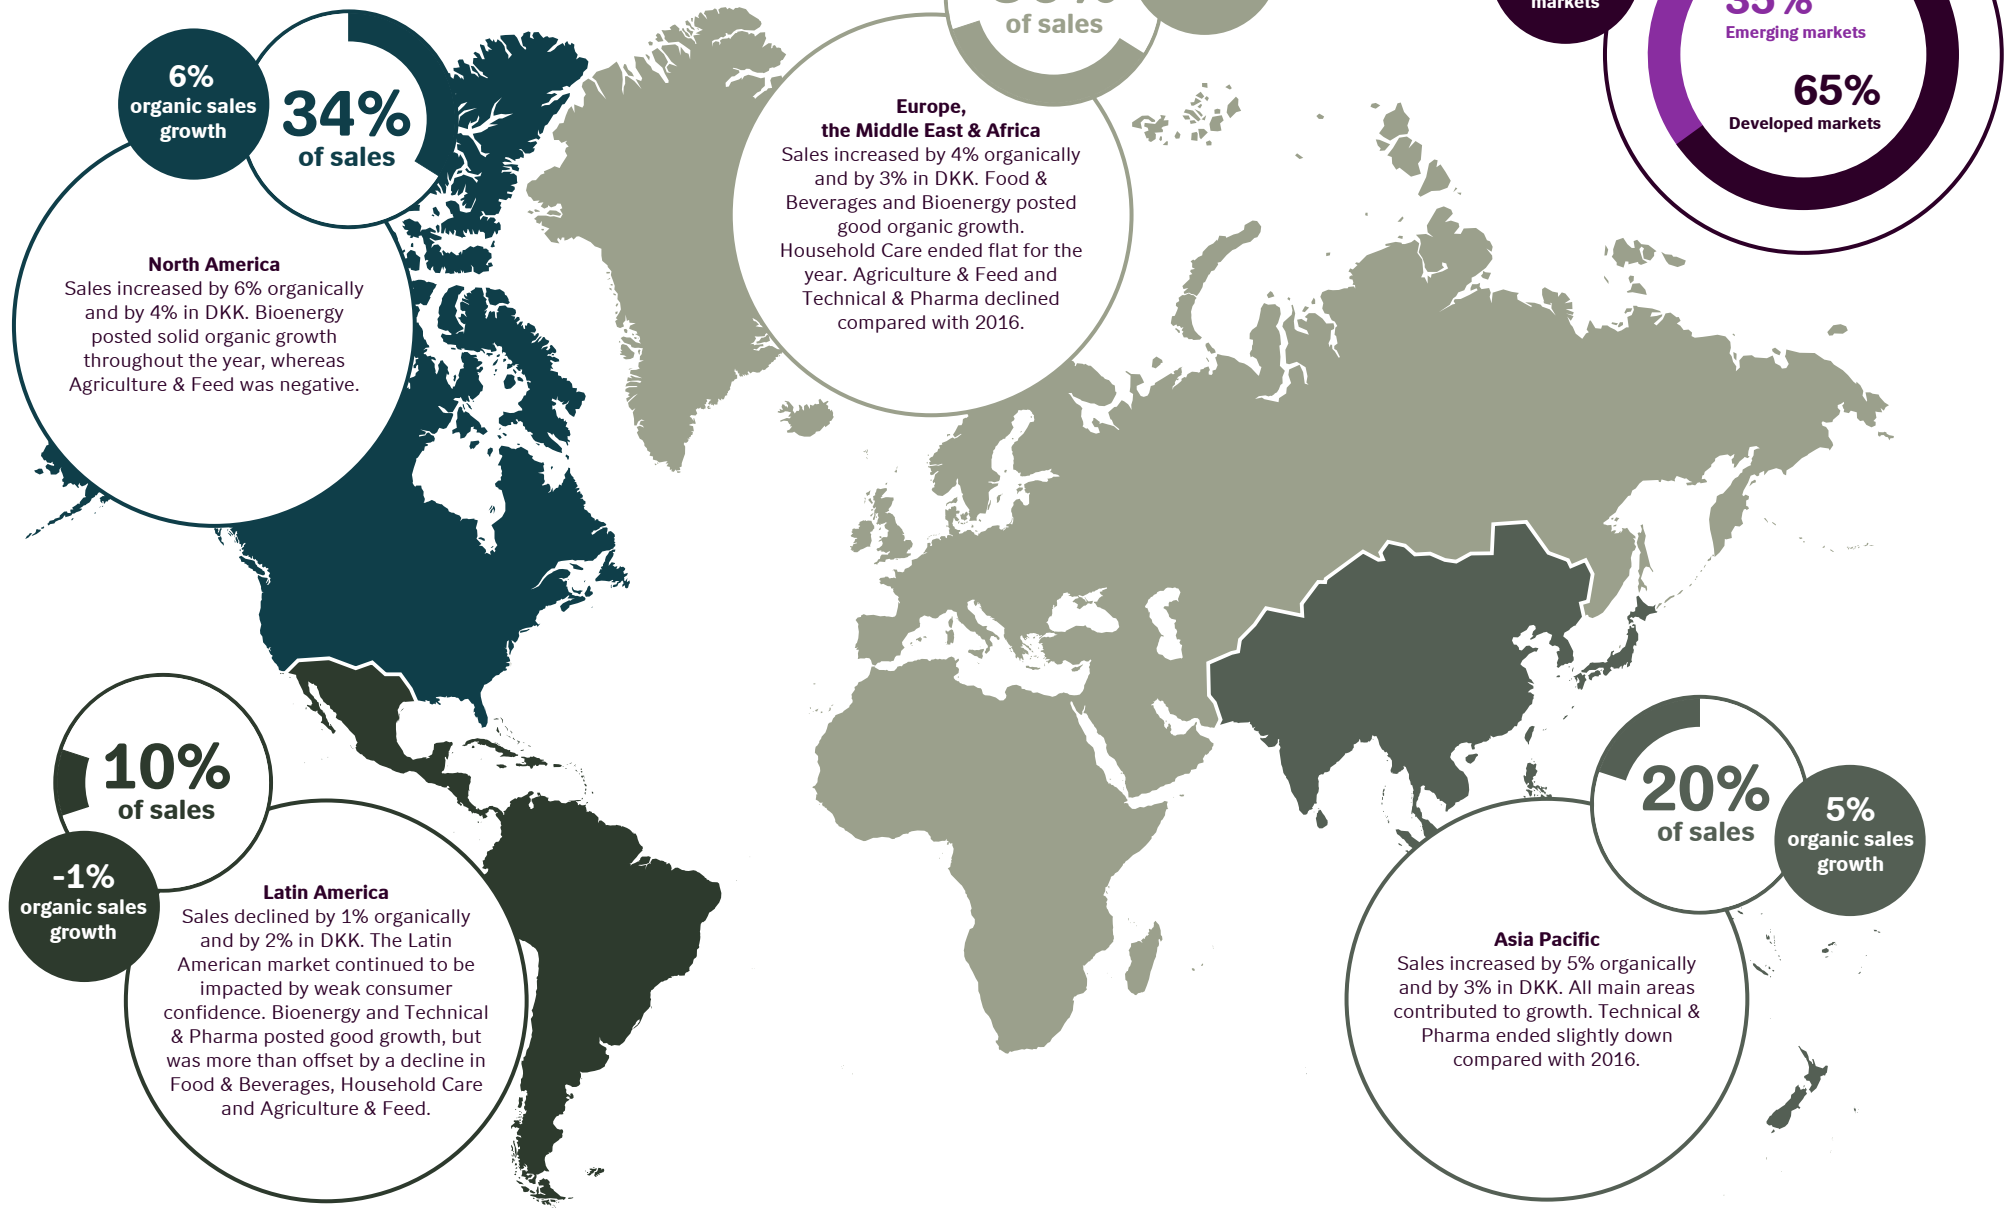 6%
organic sales
growth
34%
of sales
North America
Sales increased by 6% organically
and by 4% in DKK. Bioenergy
posted solid organic growth
throughout the year, whereas
Agriculture & Feed was negative.
of sales
Europe,
the Middle East & Africa
Sales increased by 4% organically
and by 3% in DKK. Food &
Beverages and Bioenergy posted
good organic growth.
Household Care ended flat for the
year. Agriculture & Feed and
Technical & Pharma declined
compared with 2016.
markets
35%
Emerging markets
65%
Developed markets
10%
of sales
-1%
organic sales
growth
Latin America
Sales declined by 1% organically
and by 2% in DKK. The Latin
American market continued to be
impacted by weak consumer
confidence. Bioenergy and Technical
& Pharma posted good growth, but
was more than offset by a decline in
Food & Beverages, Household Care
and Agriculture & Feed.
20%
of sales
5%
organic sales
growth
Asia Pacific
Sales increased by 5% organically
and by 3% in DKK. All main areas
contributed to growth. Technical &
Pharma ended slightly down
compared with 2016.